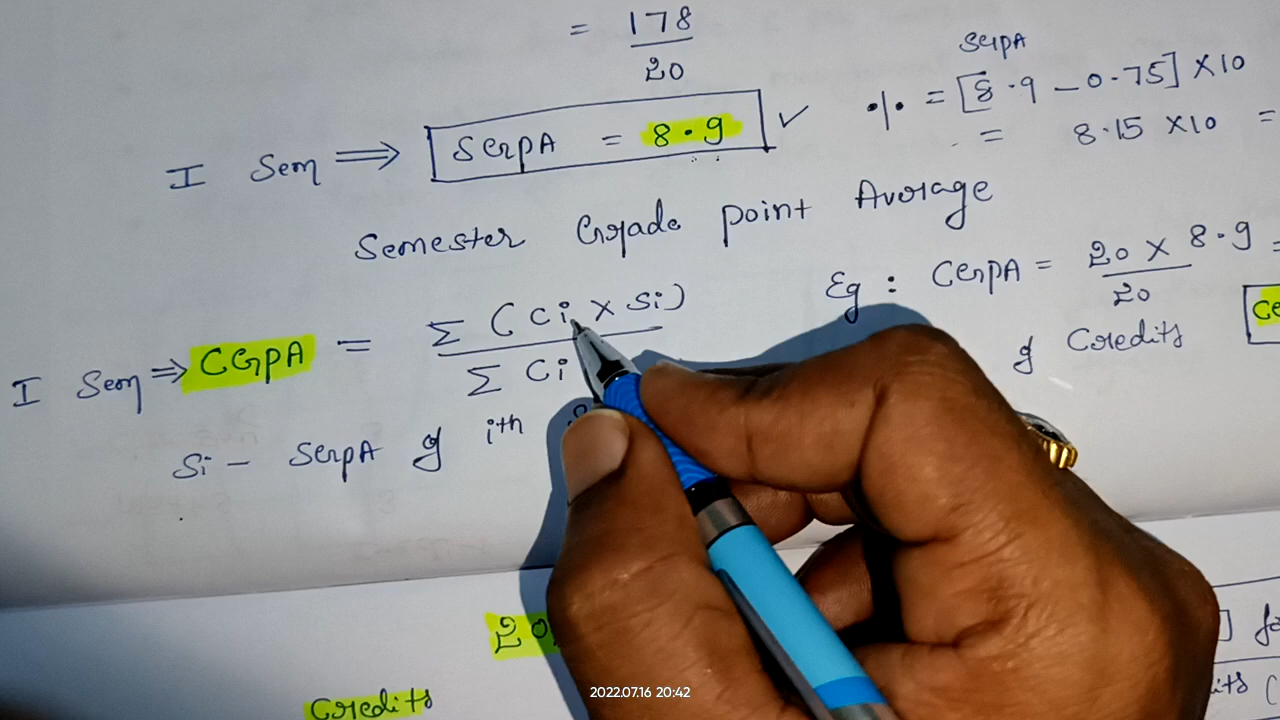 = 178
20
I Sem ⇒ SGPA = 8.9 ✓
SGPA
% = [8.9 - 0.75] × 10
= 8.15 × 10 =
Semester Grade point Average
I Sem ⇒ CGPA = Σ (Ci × Si)
Σ Ci
Eg : CGPA = 20 × 8.9 =
20
of Credits
Si - SGPA of ith
20
Credits
2022.07.16 20:42